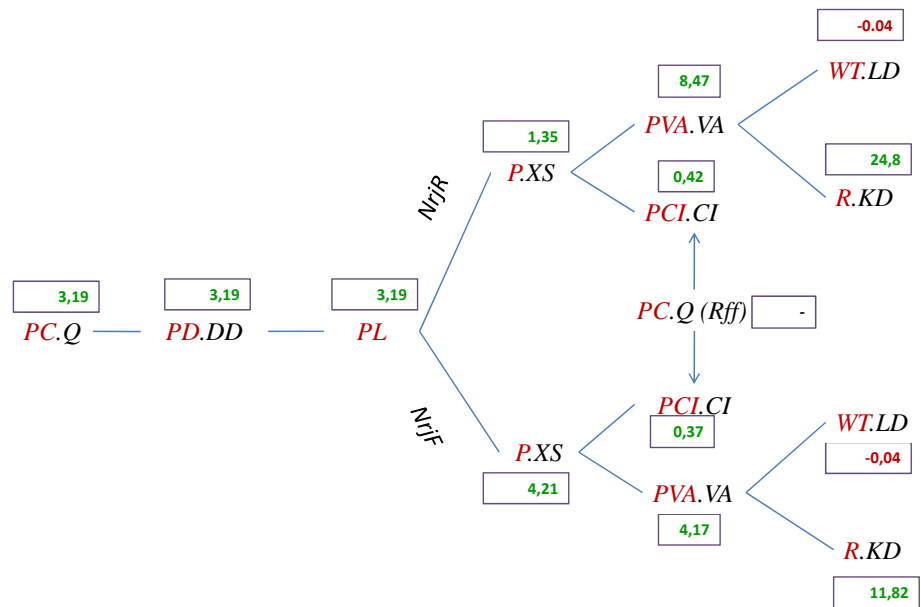 -0.04
WT.LD
8,47
PVA.VA
1,35
P.XS
NrjR
24,8
R.KD
0,42
PCI.CI
3,19
PC.Q
3,19
PD.DD
3,19
PL
PC.Q (Rff)
-
NrjF
PCI.CI
0,37
P.XS
4,21
WT.LD
-0,04
PVA.VA
4,17
R.KD
11,82